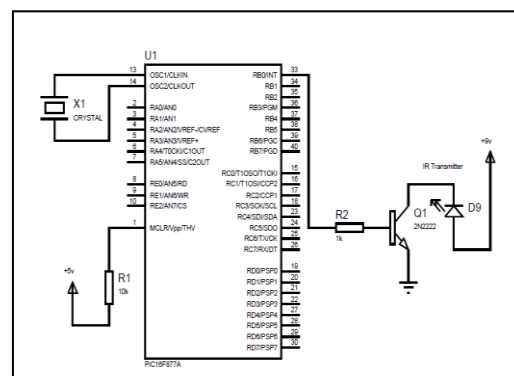 U1
X1
CRYSTAL
13 OSC1/CLKIN
14 OSC2/CLKOUT
2 RA0/AN0
3 RA1/AN1
4 RA2/AN2/VREF-/CVREF
5 RA3/AN3/VREF+
6 RA4/T0CKI/C1OUT
7 RA5/AN4/SS/C2OUT
8 RE0/AN5/RD
9 RE1/AN6/WR
10 RE2/AN7/CS
1 MCLR/Vpp/THV
RB0/INT 33
RB1 34
RB2 35
RB3/PGM 36
RB4 37
RB5 38
RB6/PGC 39
RB7/PGD 40
RC0/T1OSO/T1CKI 15
RC1/T1OSI/CCP2 16
RC2/CCP1 17
RC3/SCK/SCL 18
RC4/SDI/SDA 23
RC5/SDO 24
RC6/TX/CK 25
RC7/RX/DT 26
RD0/PSP0 19
RD1/PSP1 20
RD2/PSP2 21
RD3/PSP3 22
RD4/PSP4 27
RD5/PSP5 28
RD6/PSP6 29
RD7/PSP7 30
PIC16F877A
+5v
R1
10k
R2
1k
Q1
2N2222
IR Transmitter
D9
+9v